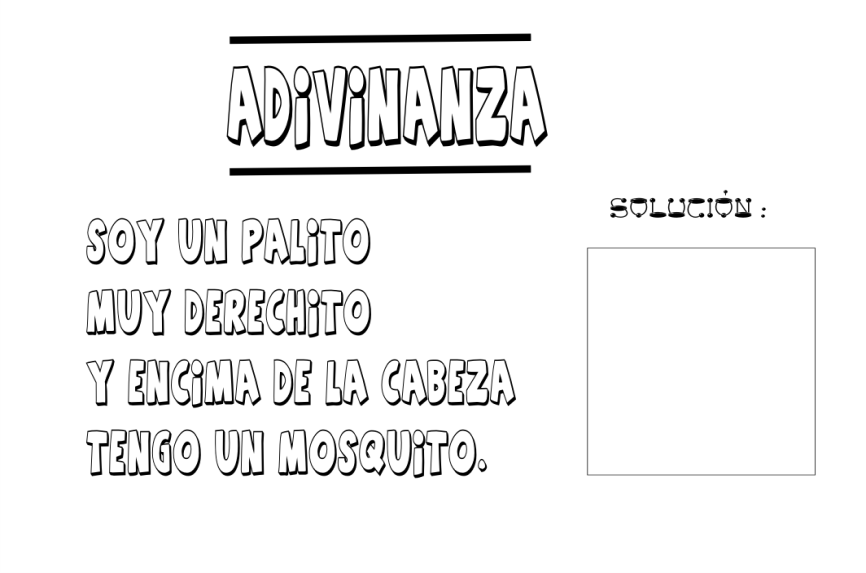 ADiViNANZA
SOLUCIÓN :
SOY UN PALiTO
MUY DERECHiTO
Y ENCiMA DE LA CABEZA
TENGO UN MOSQUiTO.